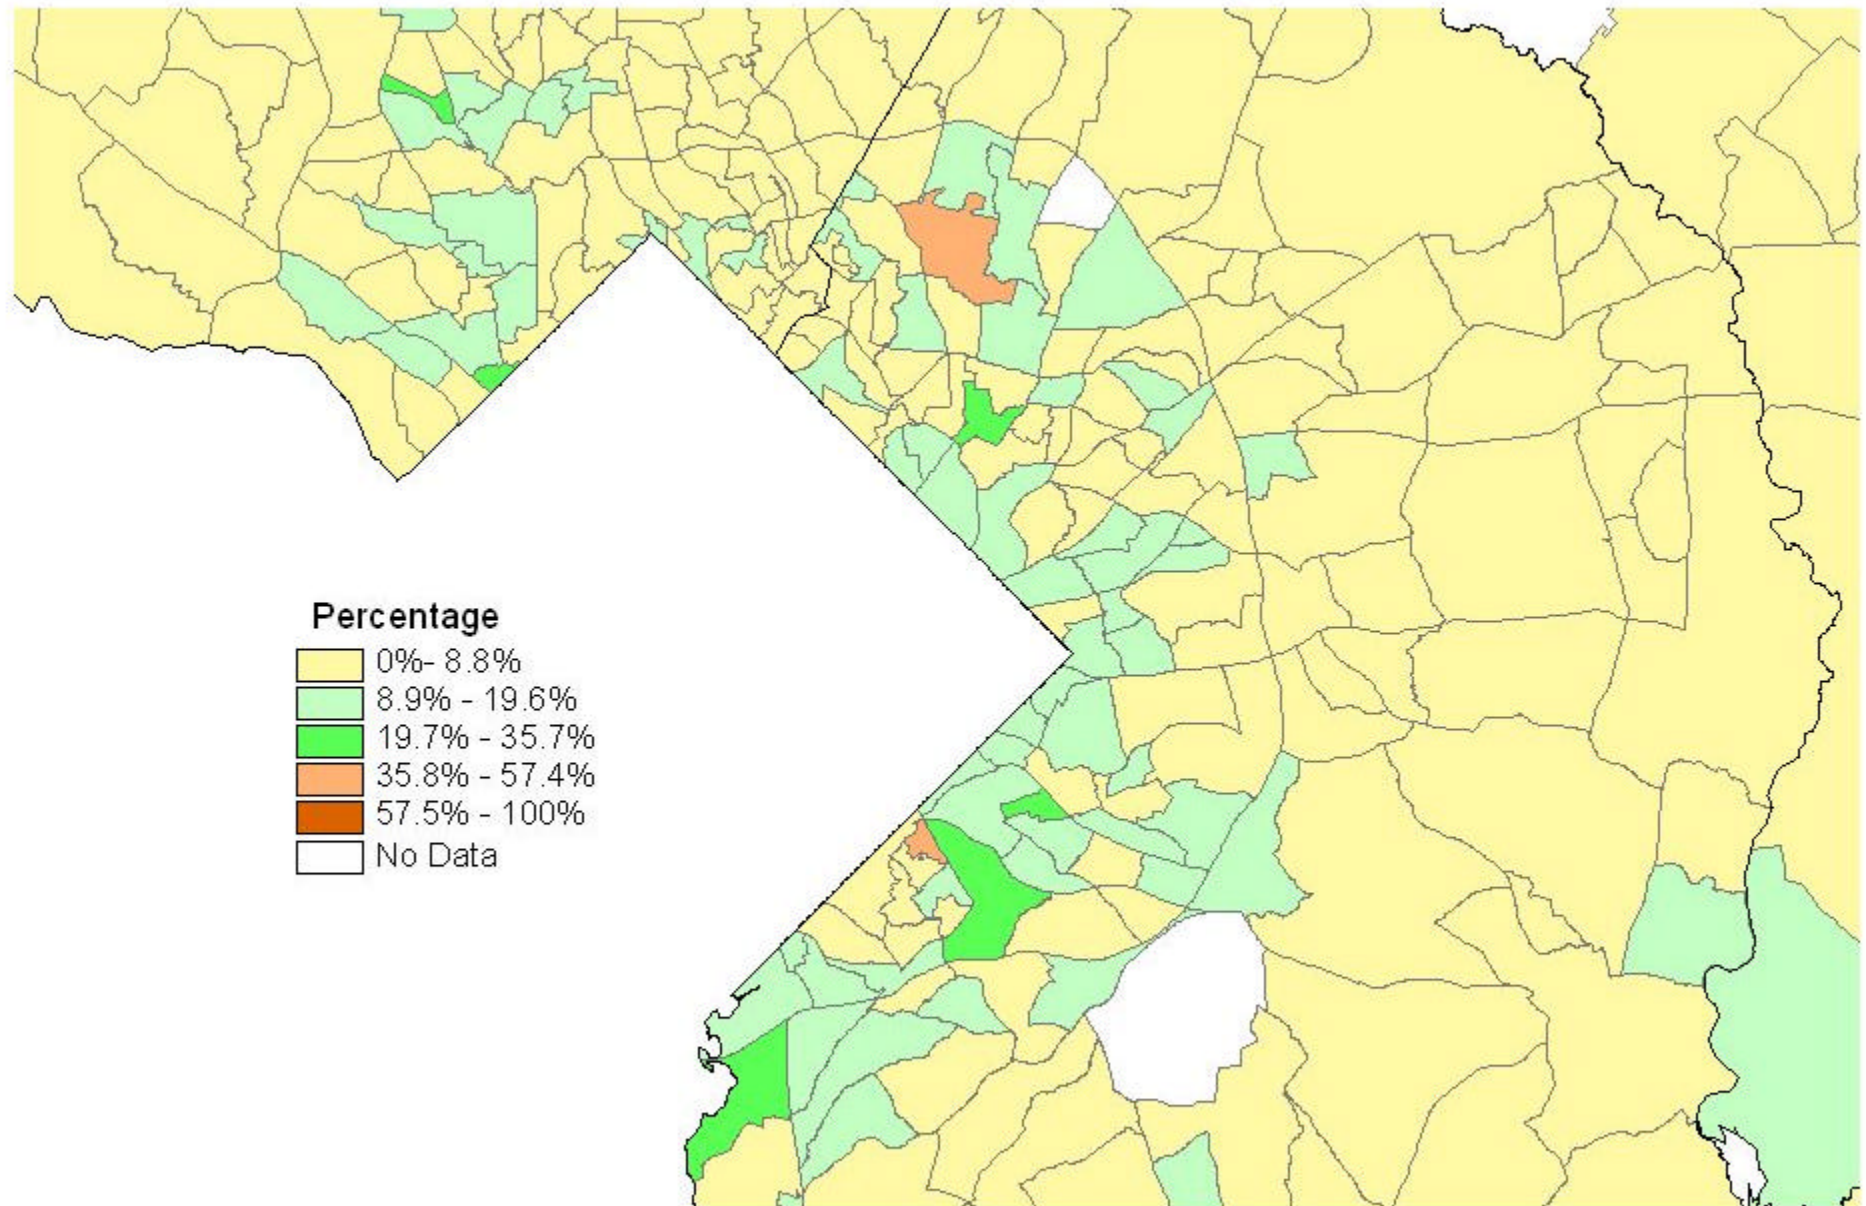 Percentage
0%- 8.8%
8.9% - 19.6%
19.7% - 35.7%
35.8% - 57.4%
57.5% - 100%
No Data